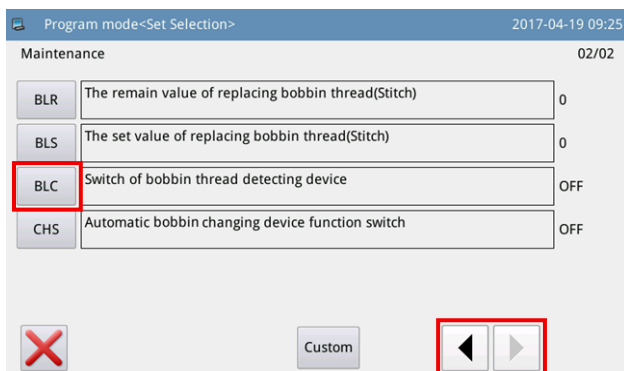 Program mode<Set Selection> 2017-04-19 09:25
Maintenance 02/02
BLR The remain value of replacing bobbin thread(Stitch) 0
BLS The set value of replacing bobbin thread(Stitch) 0
BLC Switch of bobbin thread detecting device OFF
CHS Automatic bobbin changing device function switch OFF
Custom